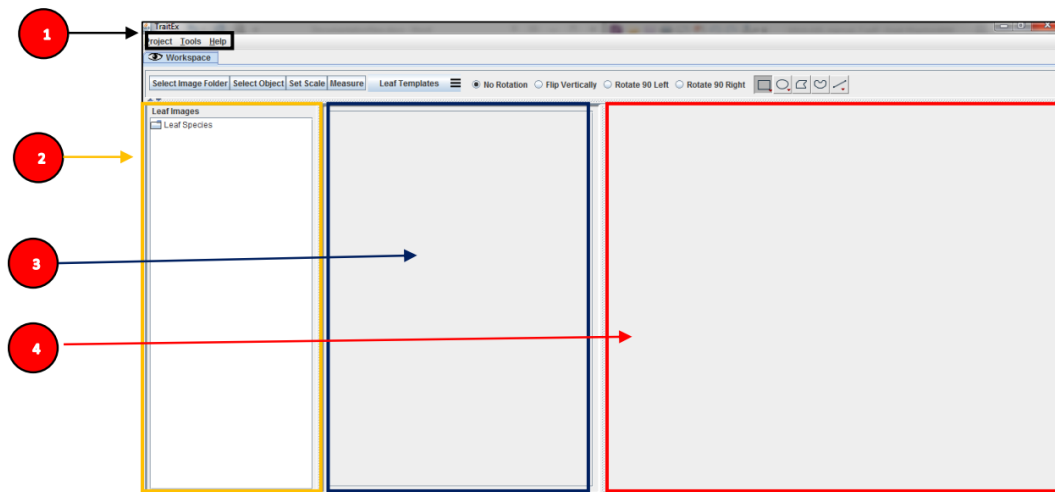 1
TraitEx
Project Tools Help
Workspace
Select Image Folder Select Object Set Scale Measure Leaf Templates No Rotation Flip Vertically Rotate 90 Left Rotate 90 Right
Leaf Images
Leaf Species
2
3
4